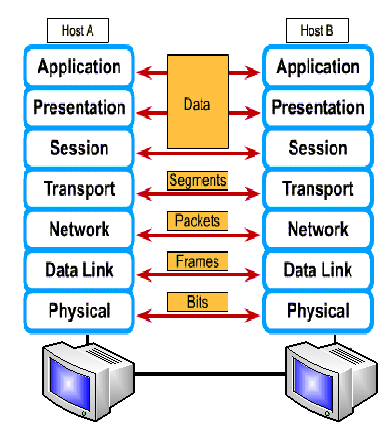 Host A
Host B
Application
Application
Presentation
Data
Presentation
Session
Session
Transport
Segments
Transport
Network
Packets
Network
Data Link
Frames
Data Link
Physical
Bits
Physical